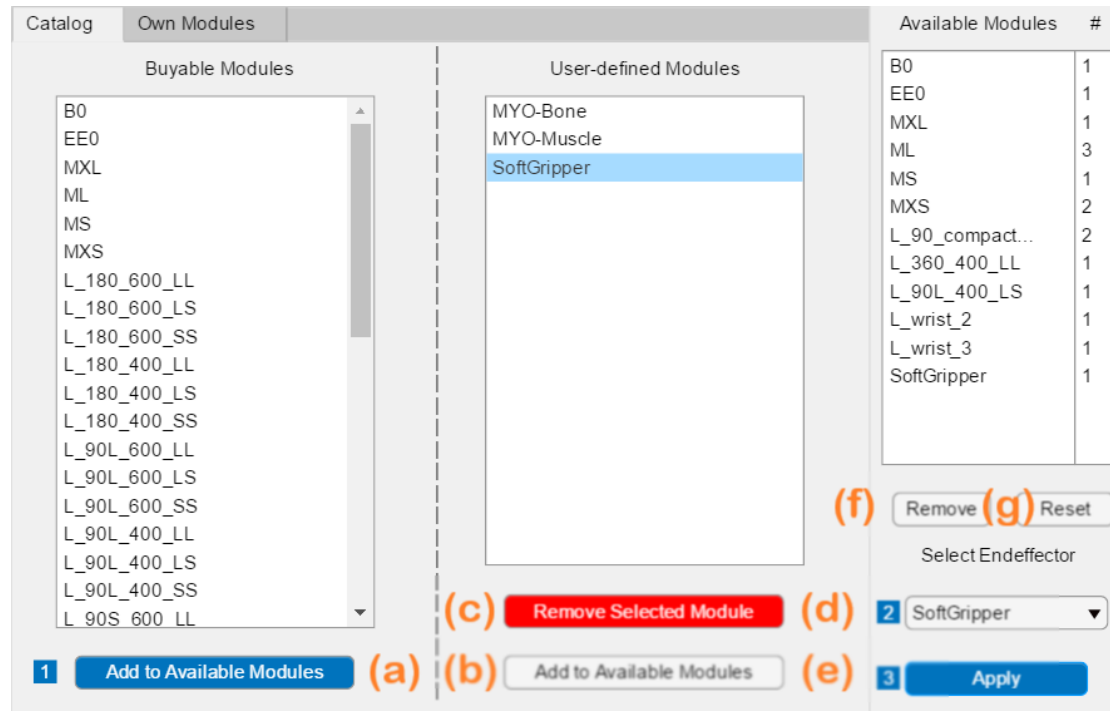 Catalog
Own Modules
Buyable Modules
B0
EE0
MXL
ML
MS
MXS
L_180_600_LL
L_180_600_LS
L_180_600_SS
L_180_400_LL
L_180_400_LS
L_180_400_SS
L_90L_600_LL
L_90L_600_LS
L_90L_600_SS
L_90L_400_LL
L_90L_400_LS
L_90L_400_SS
L_90S_600_LL
1 Add to Available Modules (a)
User-defined Modules
MYO-Bone
MYO-Muscle
SoftGripper
(c) Remove Selected Module (d)
(b) Add to Available Modules (e)
Available Modules #
B0 1
EE0 1
MXL 1
ML 3
MS 1
MXS 2
L_90_compact... 2
L_360_400_LL 1
L_90L_400_LS 1
L_wrist_2 1
L_wrist_3 1
SoftGripper 1
(f) Remove (g) Reset
Select Endeffector
2 SoftGripper
3 Apply